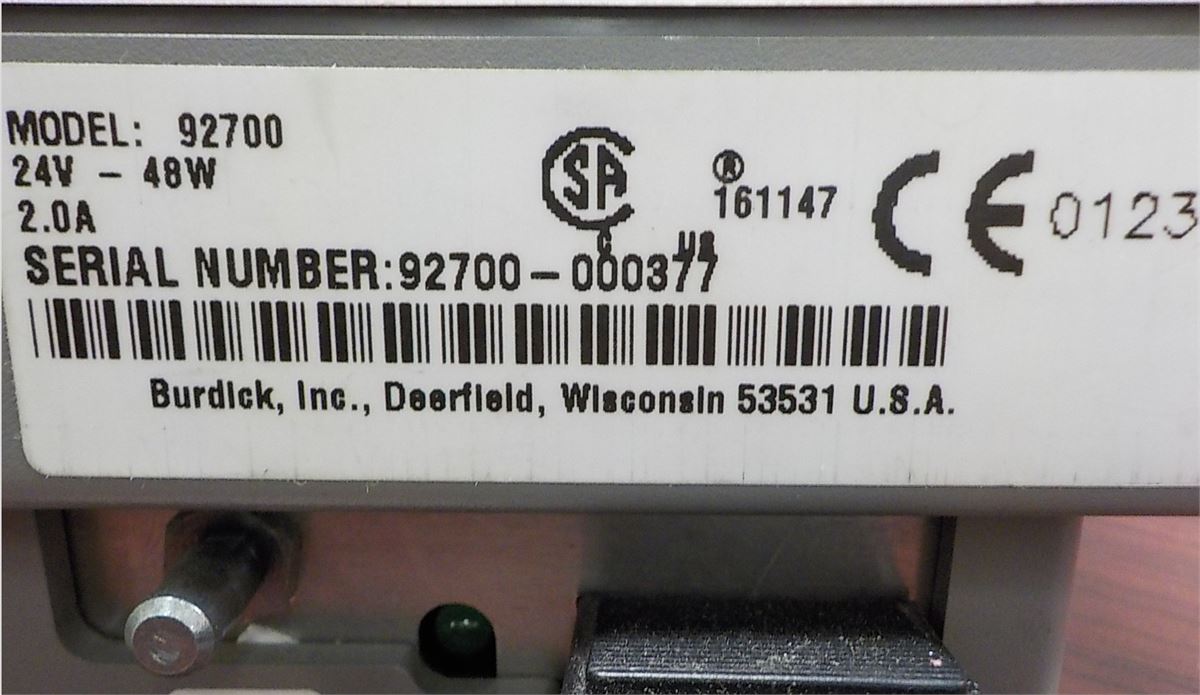 MODEL: 92700
24V - 48W
2.0A
CSA
C US
®
161147
CE 0123
SERIAL NUMBER:92700-000377
Burdick, Inc., Deerfield, Wisconsin 53531 U.S.A.